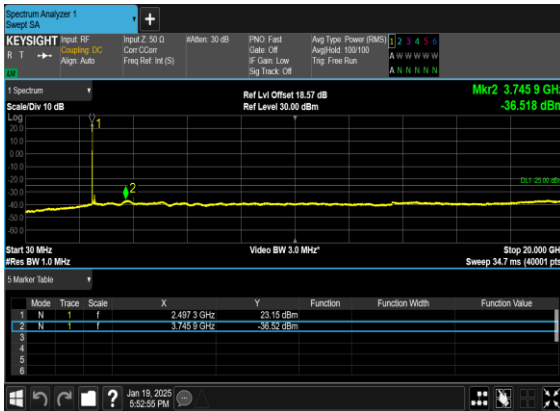 Spectrum Analyzer 1
Swept SA
+
KEYSIGHT Input: RF Input Z: 50 Ω #Atten: 30 dB PNO: Fast Avg Type: Power (RMS) 1 2 3 4 5 6
R T Coupling: DC Corr CCorr Gate: Off Avg|Hold: 100/100 A W W W W W
Align: Auto Freq Ref: Int (S) IF Gain: Low Trig: Free Run
Sig Track: Off A N N N N N
1 Spectrum Ref Lvl Offset 18.57 dB Mkr2 3.745 9 GHz
Scale/Div 10 dB Ref Level 30.00 dBm -36.518 dBm
Log
20.0
10.0
0.00
-10.0
-20.0
-30.0
-40.0
-50.0
-60.0
1
2
DL1 -25.00 dBm
Start 30 MHz Video BW 3.0 MHz* Stop 20.000 GHz
#Res BW 1.0 MHz Sweep 34.7 ms (40001 pts)
5 Marker Table
Mode Trace Scale X Y Function Function Width Function Value
1 N 1 f 2.497 3 GHz 23.15 dBm
2 N 1 f 3.745 9 GHz -36.52 dBm
3
4
5
6
? Jan 19, 2025
5:52:55 PM